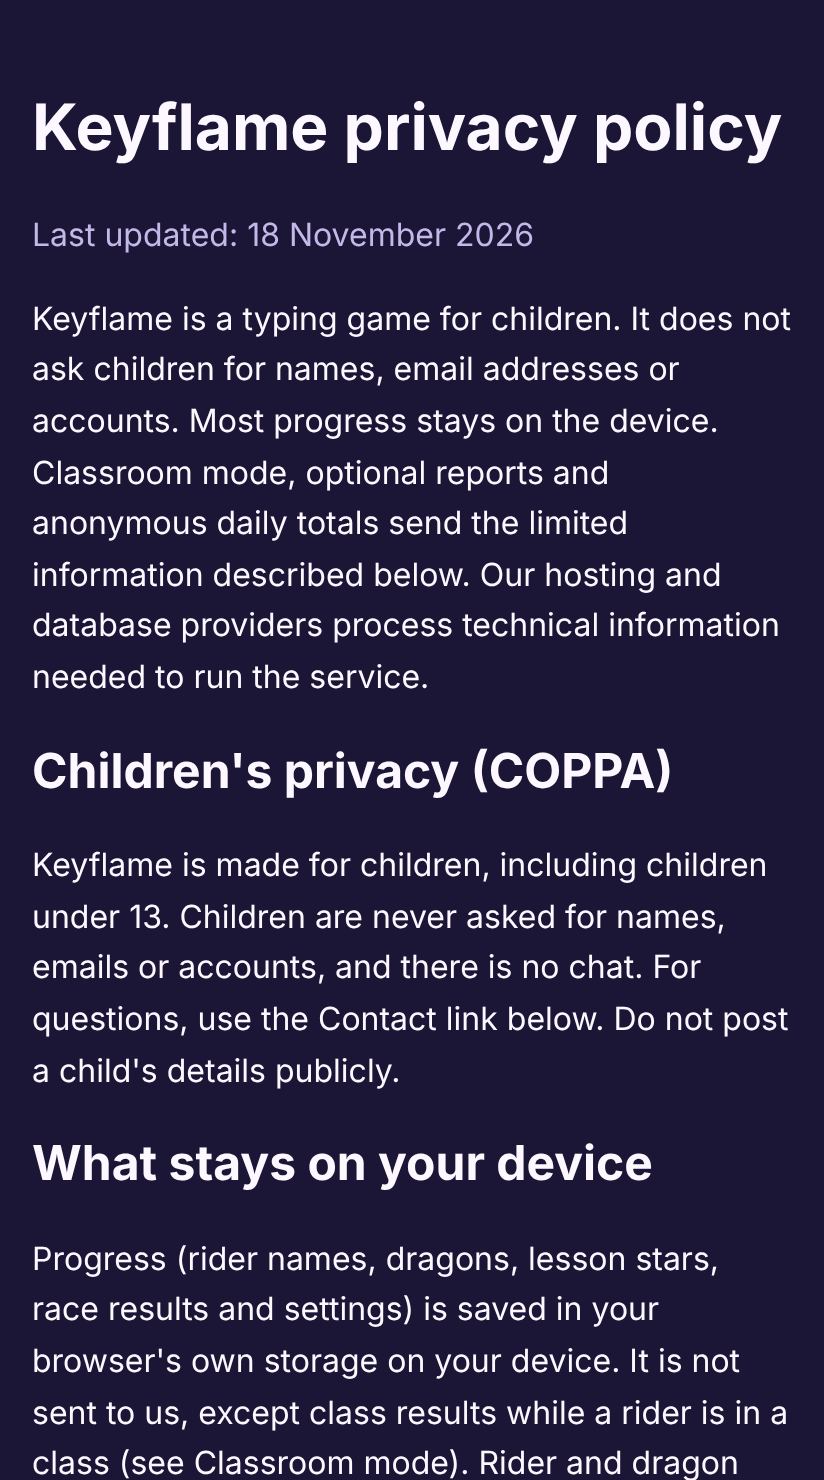 Keyflame privacy policy
Last updated: 18 November 2026
Keyflame is a typing game for children. It does not
ask children for names, email addresses or
accounts. Most progress stays on the device.
Classroom mode, optional reports and
anonymous daily totals send the limited
information described below. Our hosting and
database providers process technical information
needed to run the service.
Children's privacy (COPPA)
Keyflame is made for children, including children
under 13. Children are never asked for names,
emails or accounts, and there is no chat. For
questions, use the Contact link below. Do not post
a child's details publicly.
What stays on your device
Progress (rider names, dragons, lesson stars,
race results and settings) is saved in your
browser's own storage on your device. It is not
sent to us, except class results while a rider is in a
class (see Classroom mode). Rider and dragon